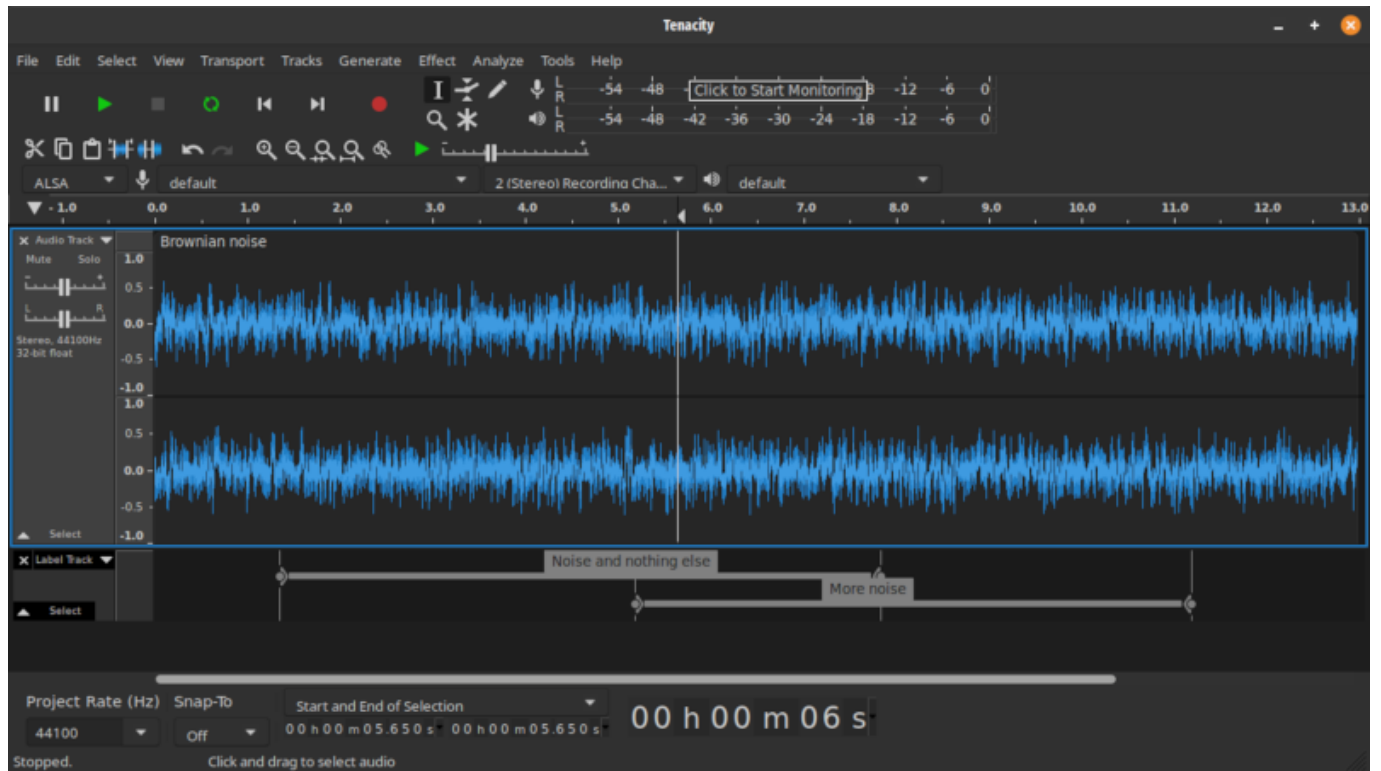 Tenacity
File Edit Select View Transport Tracks Generate Effect Analyze Tools Help
L
R
-54 -48 Click to Start Monitoring -12 -6 0
L
R
-54 -48 -42 -36 -30 -24 -18 -12 -6 0
ALSA default 2 (Stereo) Recording Cha... default
-1.0 0.0 1.0 2.0 3.0 4.0 5.0 6.0 7.0 8.0 9.0 10.0 11.0 12.0 13.0
Audio Track Brownian noise
Mute Solo
- +
L R
Stereo, 44100Hz
32-bit float
Select
1.0
0.5
0.0
-0.5
-1.0
1.0
0.5
0.0
-0.5
-1.0
Label Track
Noise and nothing else
More noise
Select
Project Rate (Hz) Snap-To Start and End of Selection
44100 Off 00 h 00 m 05.650 s 00 h 00 m 05.650 s
00 h 00 m 06 s
Stopped. Click and drag to select audio